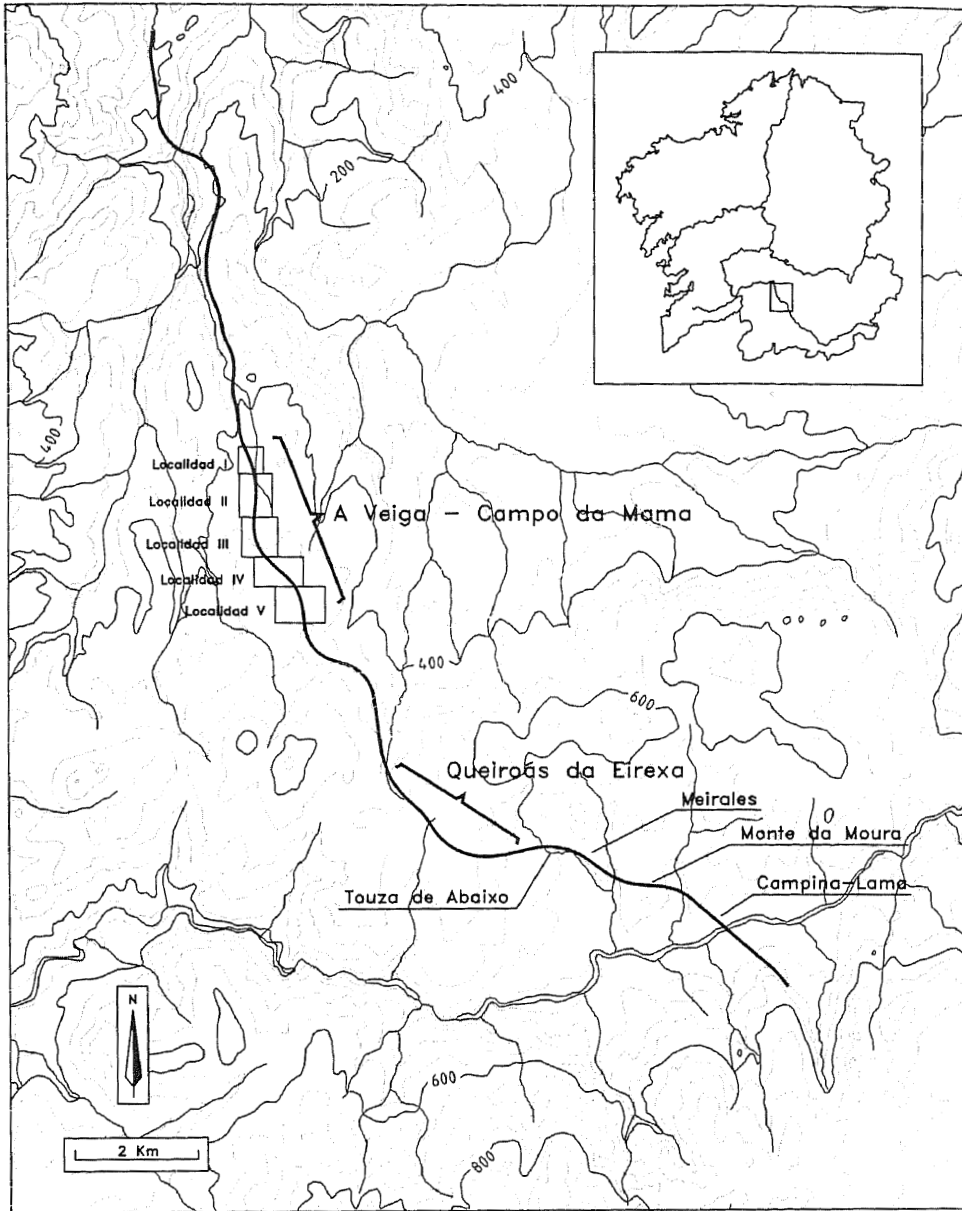 400
200
400
Localidad I
Localidad II
A Veiga – Campo da Mama
Localidad III
Localidad IV
Localidad V
400
600
Queiroás da Eirexa
Meirales
Monte da Moura
Touza de Abaixo
Campina–Lama
N
600
2 Km
800